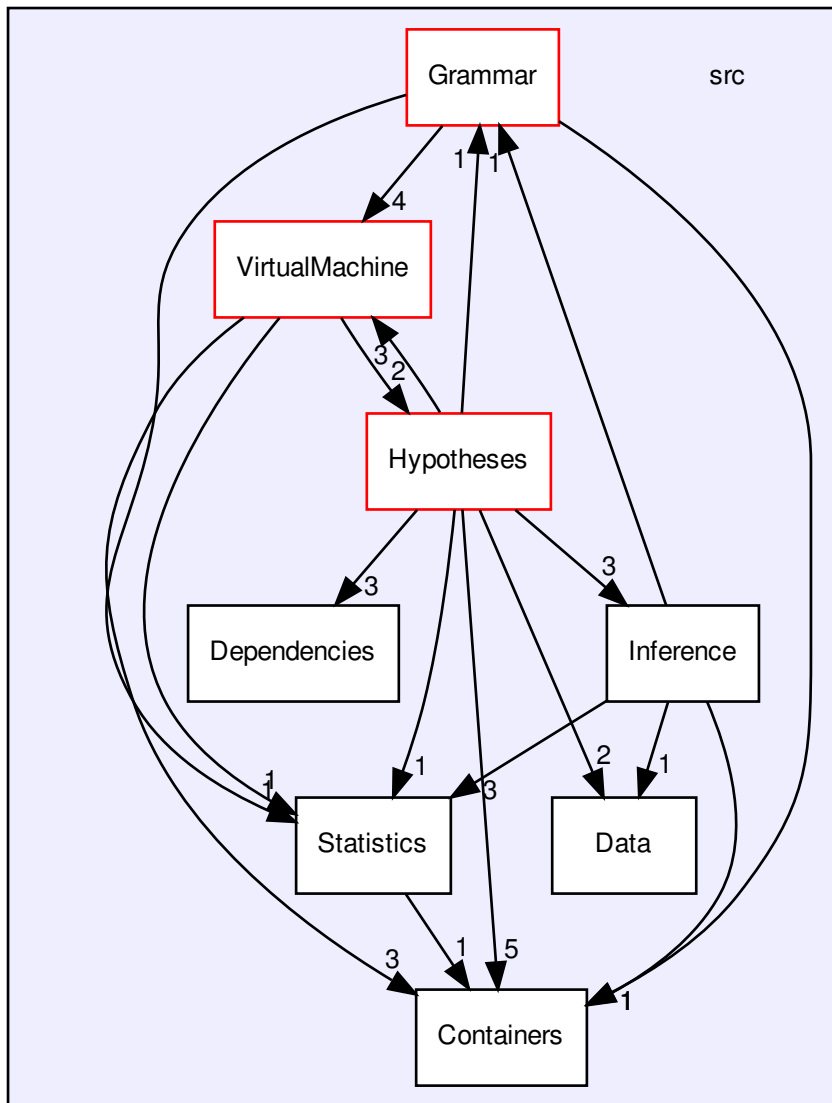 Grammar
src
1
1
4
VirtualMachine
3
2
Hypotheses
3
3
Dependencies
Inference
1
2
1
1
1
3
Statistics
Data
1
5
3
1
1
Containers